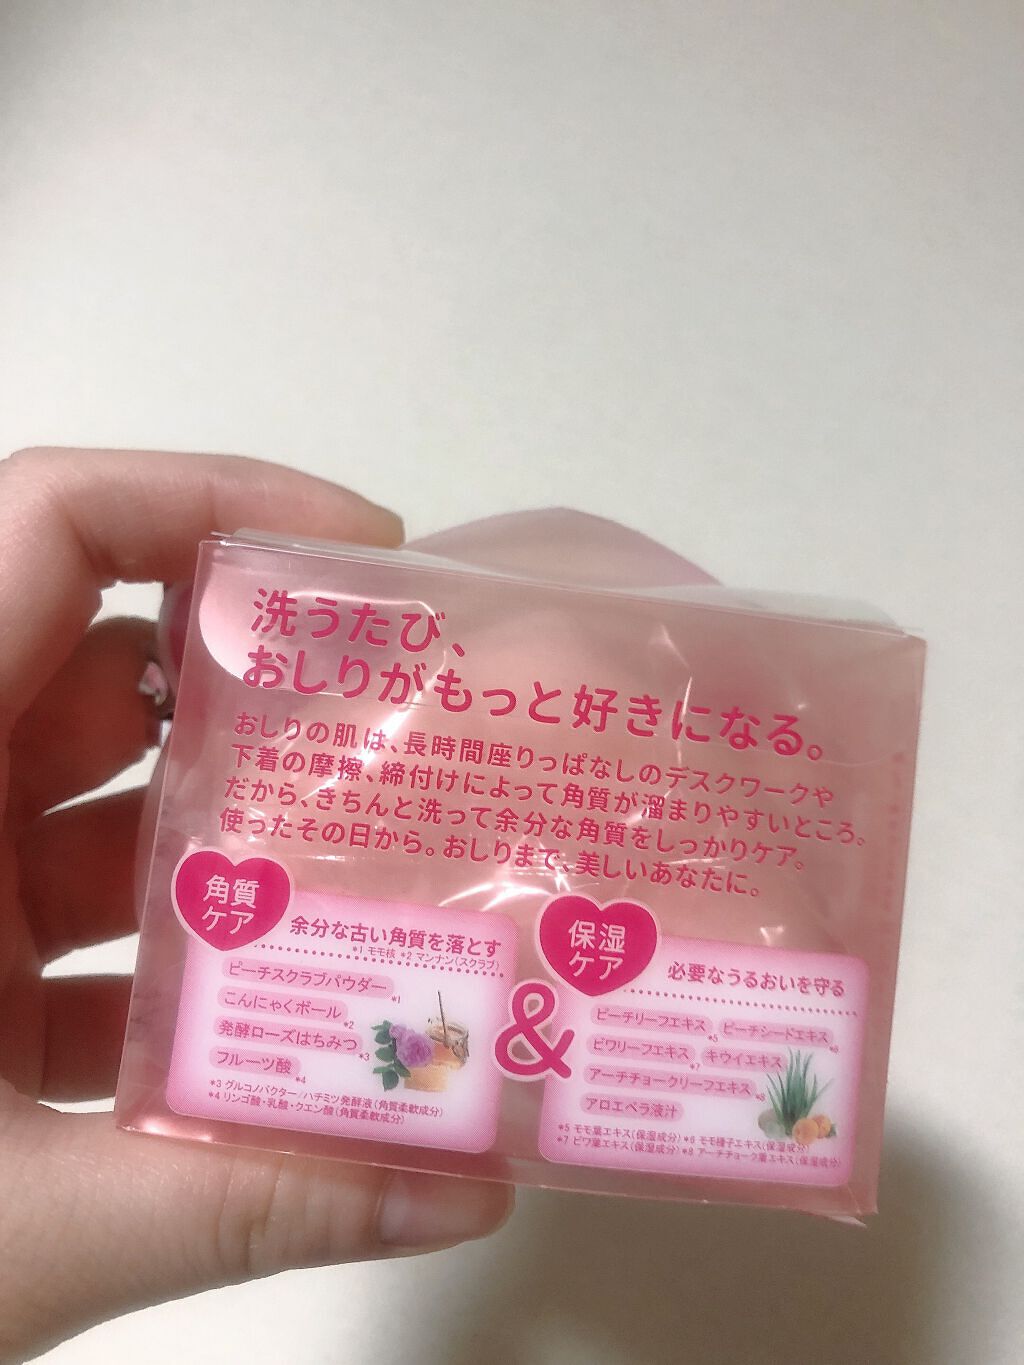 洗うたび、
おしりがもっと好きになる。
おしりの肌は、長時間座りっぱなしのデスクワークや
下着の摩擦、締付けによって角質が溜まりやすいところ。
だから、きちんと洗って余分な角質をしっかりケア。
使ったその日から。おしりまで、美しいあなたに。
角質
ケア
余分な古い角質を落とす
*1 モモ核 *2 マンナン(スクラブ)
ピーチスクラブパウダー*1
こんにゃくボール*2
発酵ローズはちみつ*3
フルーツ酸*4
*3 グルコノバクター/ハチミツ発酵液(角質柔軟成分)
*4 リンゴ酸・乳酸・クエン酸(角質柔軟成分)
&
保湿
ケア
必要なうるおいを守る
ピーチリーフエキス*5 ピーチシードエキス*6
ビワリーフエキス*7 キウイエキス
アーチチョークリーフエキス*8
アロエベラ液汁
*5 モモ葉エキス(保湿成分) *6 モモ種子エキス(保湿成分)
*7 ビワ葉エキス(保湿成分) *8 アーチチョーク葉エキス(保湿成分)